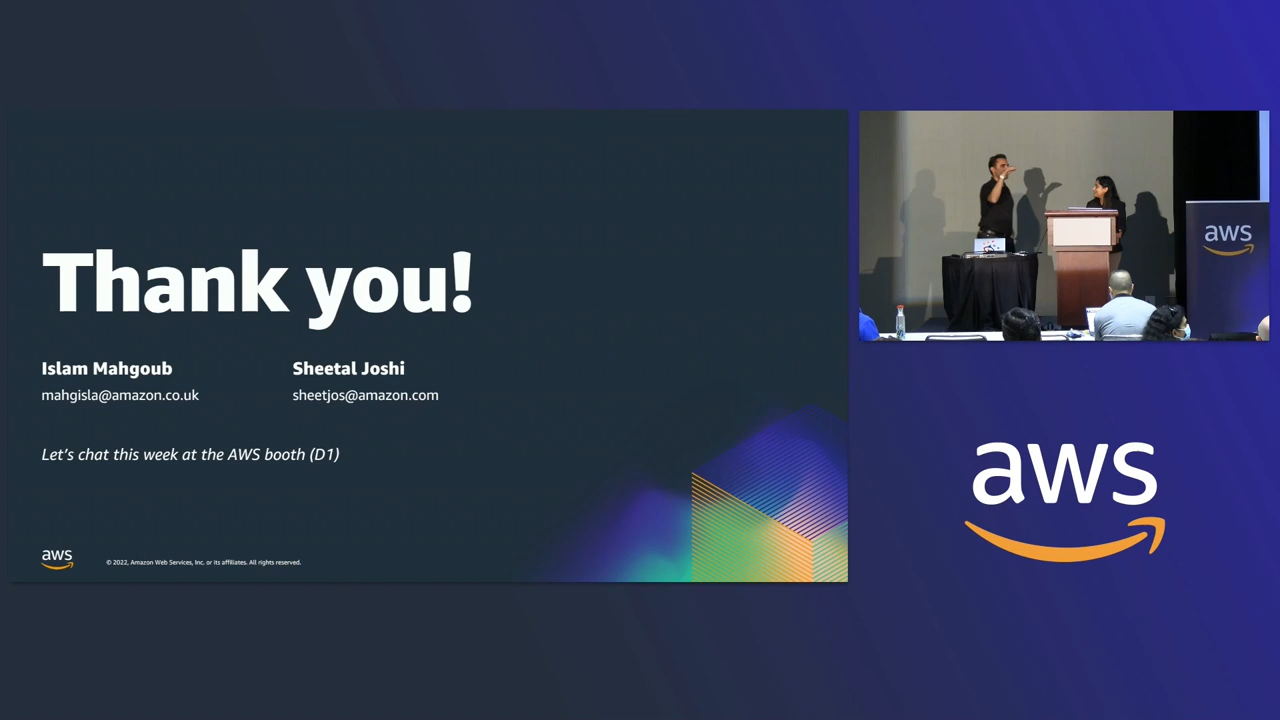 Thank you!
Islam Mahgoub
mahgisla@amazon.co.uk
Sheetal Joshi
sheetjos@amazon.com
Let's chat this week at the AWS booth (D1)
aws
© 2022, Amazon Web Services, Inc. or its affiliates. All rights reserved.
aws
aws